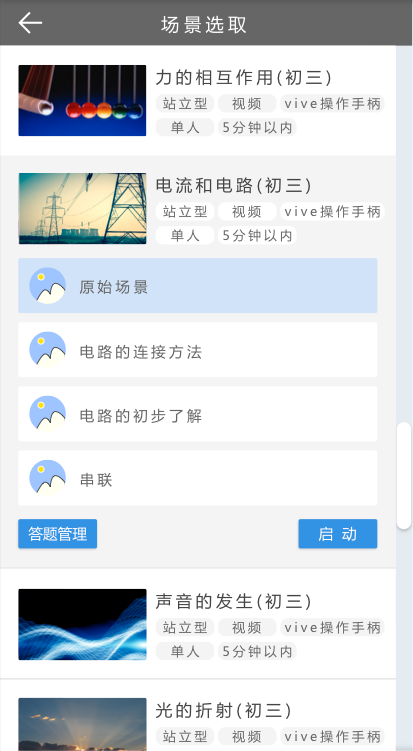 场景选取
力的相互作用(初三)
站立型 视频 vive操作手柄
单人 5分钟以内
电流和电路(初三)
站立型 视频 vive操作手柄
单人 5分钟以内
原始场景
电路的连接方法
电路的初步了解
串联
答题管理 启动
声音的发生(初三)
站立型 视频 vive操作手柄
单人 5分钟以内
光的折射(初三)
站立型 视频 vive操作手柄